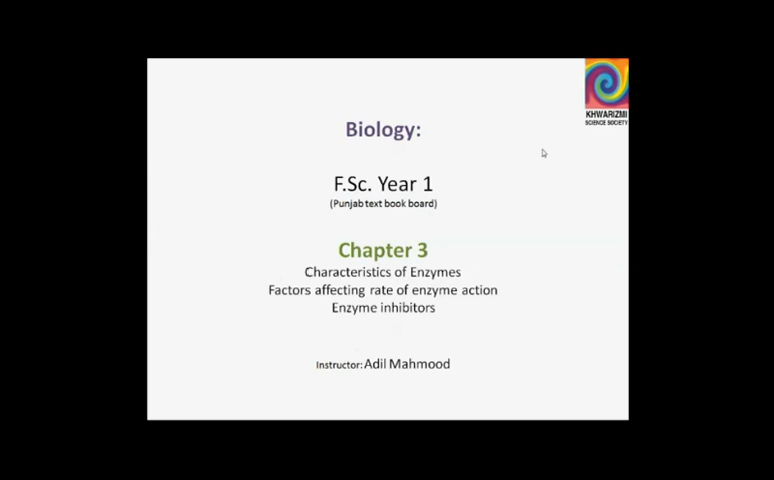 KHWARIZMI
SCIENCE SOCIETY
Biology:
F.Sc. Year 1
(Punjab text book board)
Chapter 3
Characteristics of Enzymes
Factors affecting rate of enzyme action
Enzyme inhibitors
Instructor: Adil Mahmood